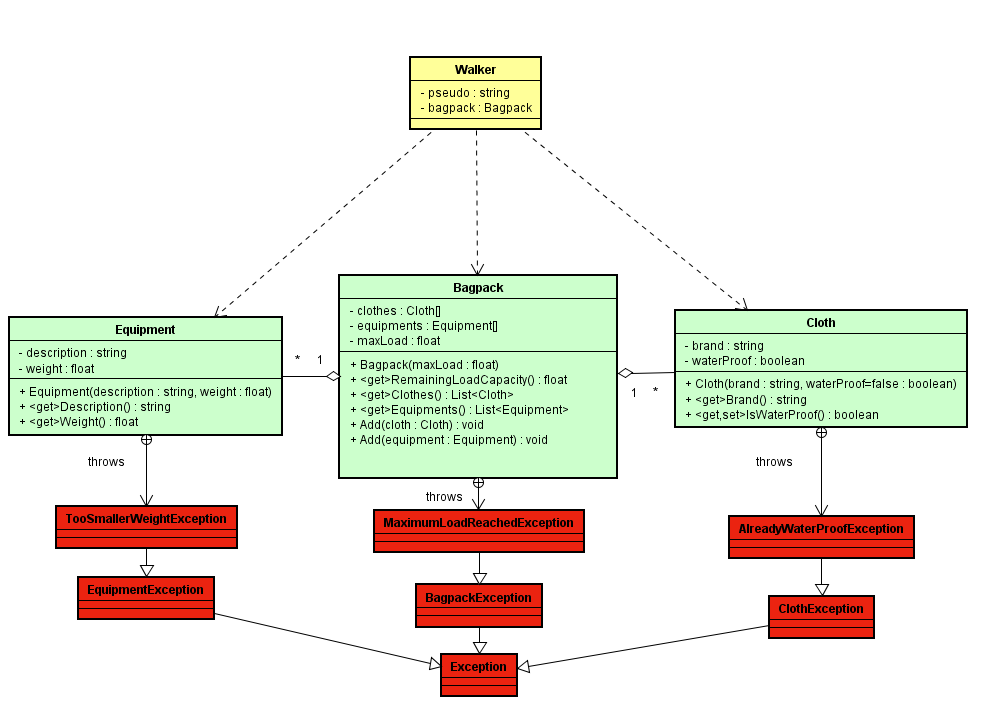 Walker
- pseudo : string
- bagpack : Bagpack
Equipment
- description : string
- weight : float
+ Equipment(description : string, weight : float)
+ <get>Description() : string
+ <get>Weight() : float
* 1
Bagpack
- clothes : Cloth[]
- equipments : Equipment[]
- maxLoad : float
+ Bagpack(maxLoad : float)
+ <get>RemainingLoadCapacity() : float
+ <get>Clothes() : List<Cloth>
+ <get>Equipments() : List<Equipment>
+ Add(cloth : Cloth) : void
+ Add(equipment : Equipment) : void
1 *
Cloth
- brand : string
- waterProof : boolean
+ Cloth(brand : string, waterProof=false : boolean)
+ <get>Brand() : string
+ <get,set>IsWaterProof() : boolean
throws
throws
throws
TooSmallerWeightException
MaximumLoadReachedException
AlreadyWaterProofException
EquipmentException
BagpackException
ClothException
Exception